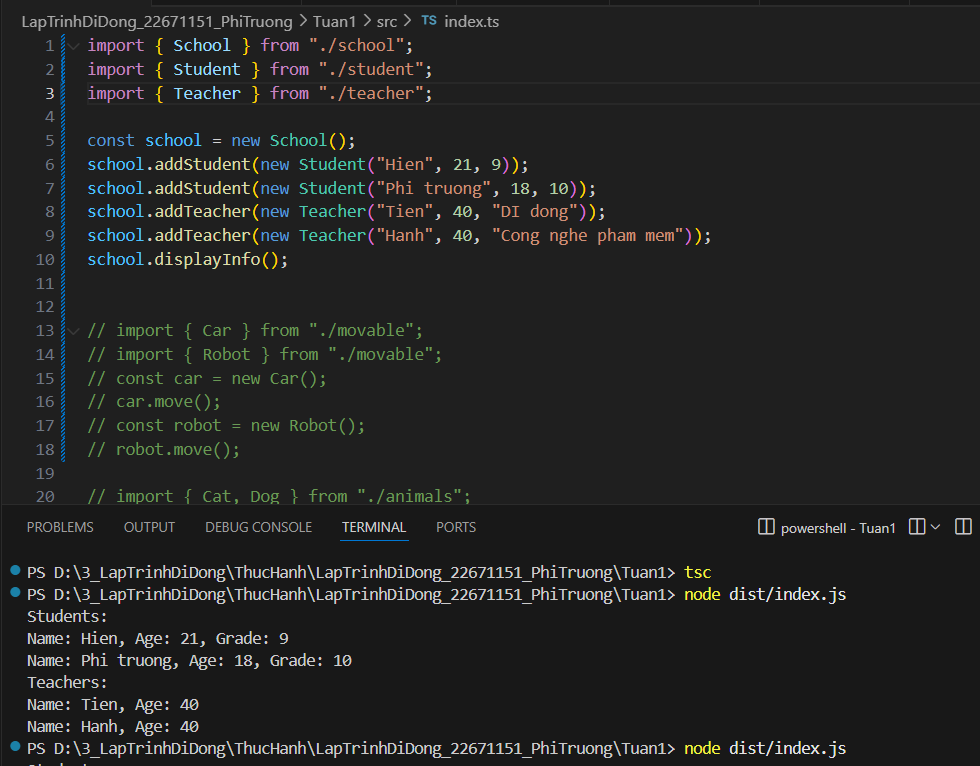 LapTrinhDiDong_22671151_PhiTruong > Tuan1 > src > TS index.ts
1 import { School } from "./school";
2 import { Student } from "./student";
3 import { Teacher } from "./teacher";
4
5 const school = new School();
6 school.addStudent(new Student("Hien", 21, 9));
7 school.addStudent(new Student("Phi truong", 18, 10));
8 school.addTeacher(new Teacher("Tien", 40, "DI dong"));
9 school.addTeacher(new Teacher("Hanh", 40, "Cong nghe pham mem"));
10 school.displayInfo();
11
12
13 // import { Car } from "./movable";
14 // import { Robot } from "./movable";
15 // const car = new Car();
16 // car.move();
17 // const robot = new Robot();
18 // robot.move();
19
20 // import { Cat, Dog } from "./animals";
PROBLEMS OUTPUT DEBUG CONSOLE TERMINAL PORTS powershell - Tuan1
PS D:\3_LapTrinhDiDong\ThucHanh\LapTrinhDiDong_22671151_PhiTruong\Tuan1> tsc
PS D:\3_LapTrinhDiDong\ThucHanh\LapTrinhDiDong_22671151_PhiTruong\Tuan1> node dist/index.js
Students:
Name: Hien, Age: 21, Grade: 9
Name: Phi truong, Age: 18, Grade: 10
Teachers:
Name: Tien, Age: 40
Name: Hanh, Age: 40
PS D:\3_LapTrinhDiDong\ThucHanh\LapTrinhDiDong_22671151_PhiTruong\Tuan1> node dist/index.js